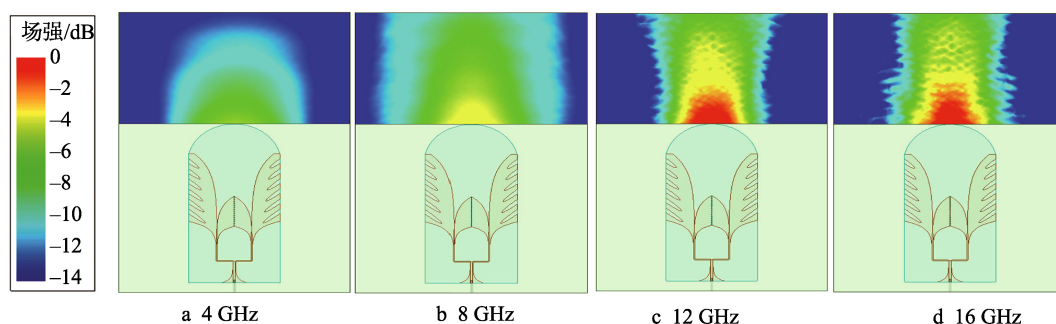 场强/dB
0
–2
–4
–6
–8
–10
–12
–14
a 4 GHz
b 8 GHz
c 12 GHz
d 16 GHz